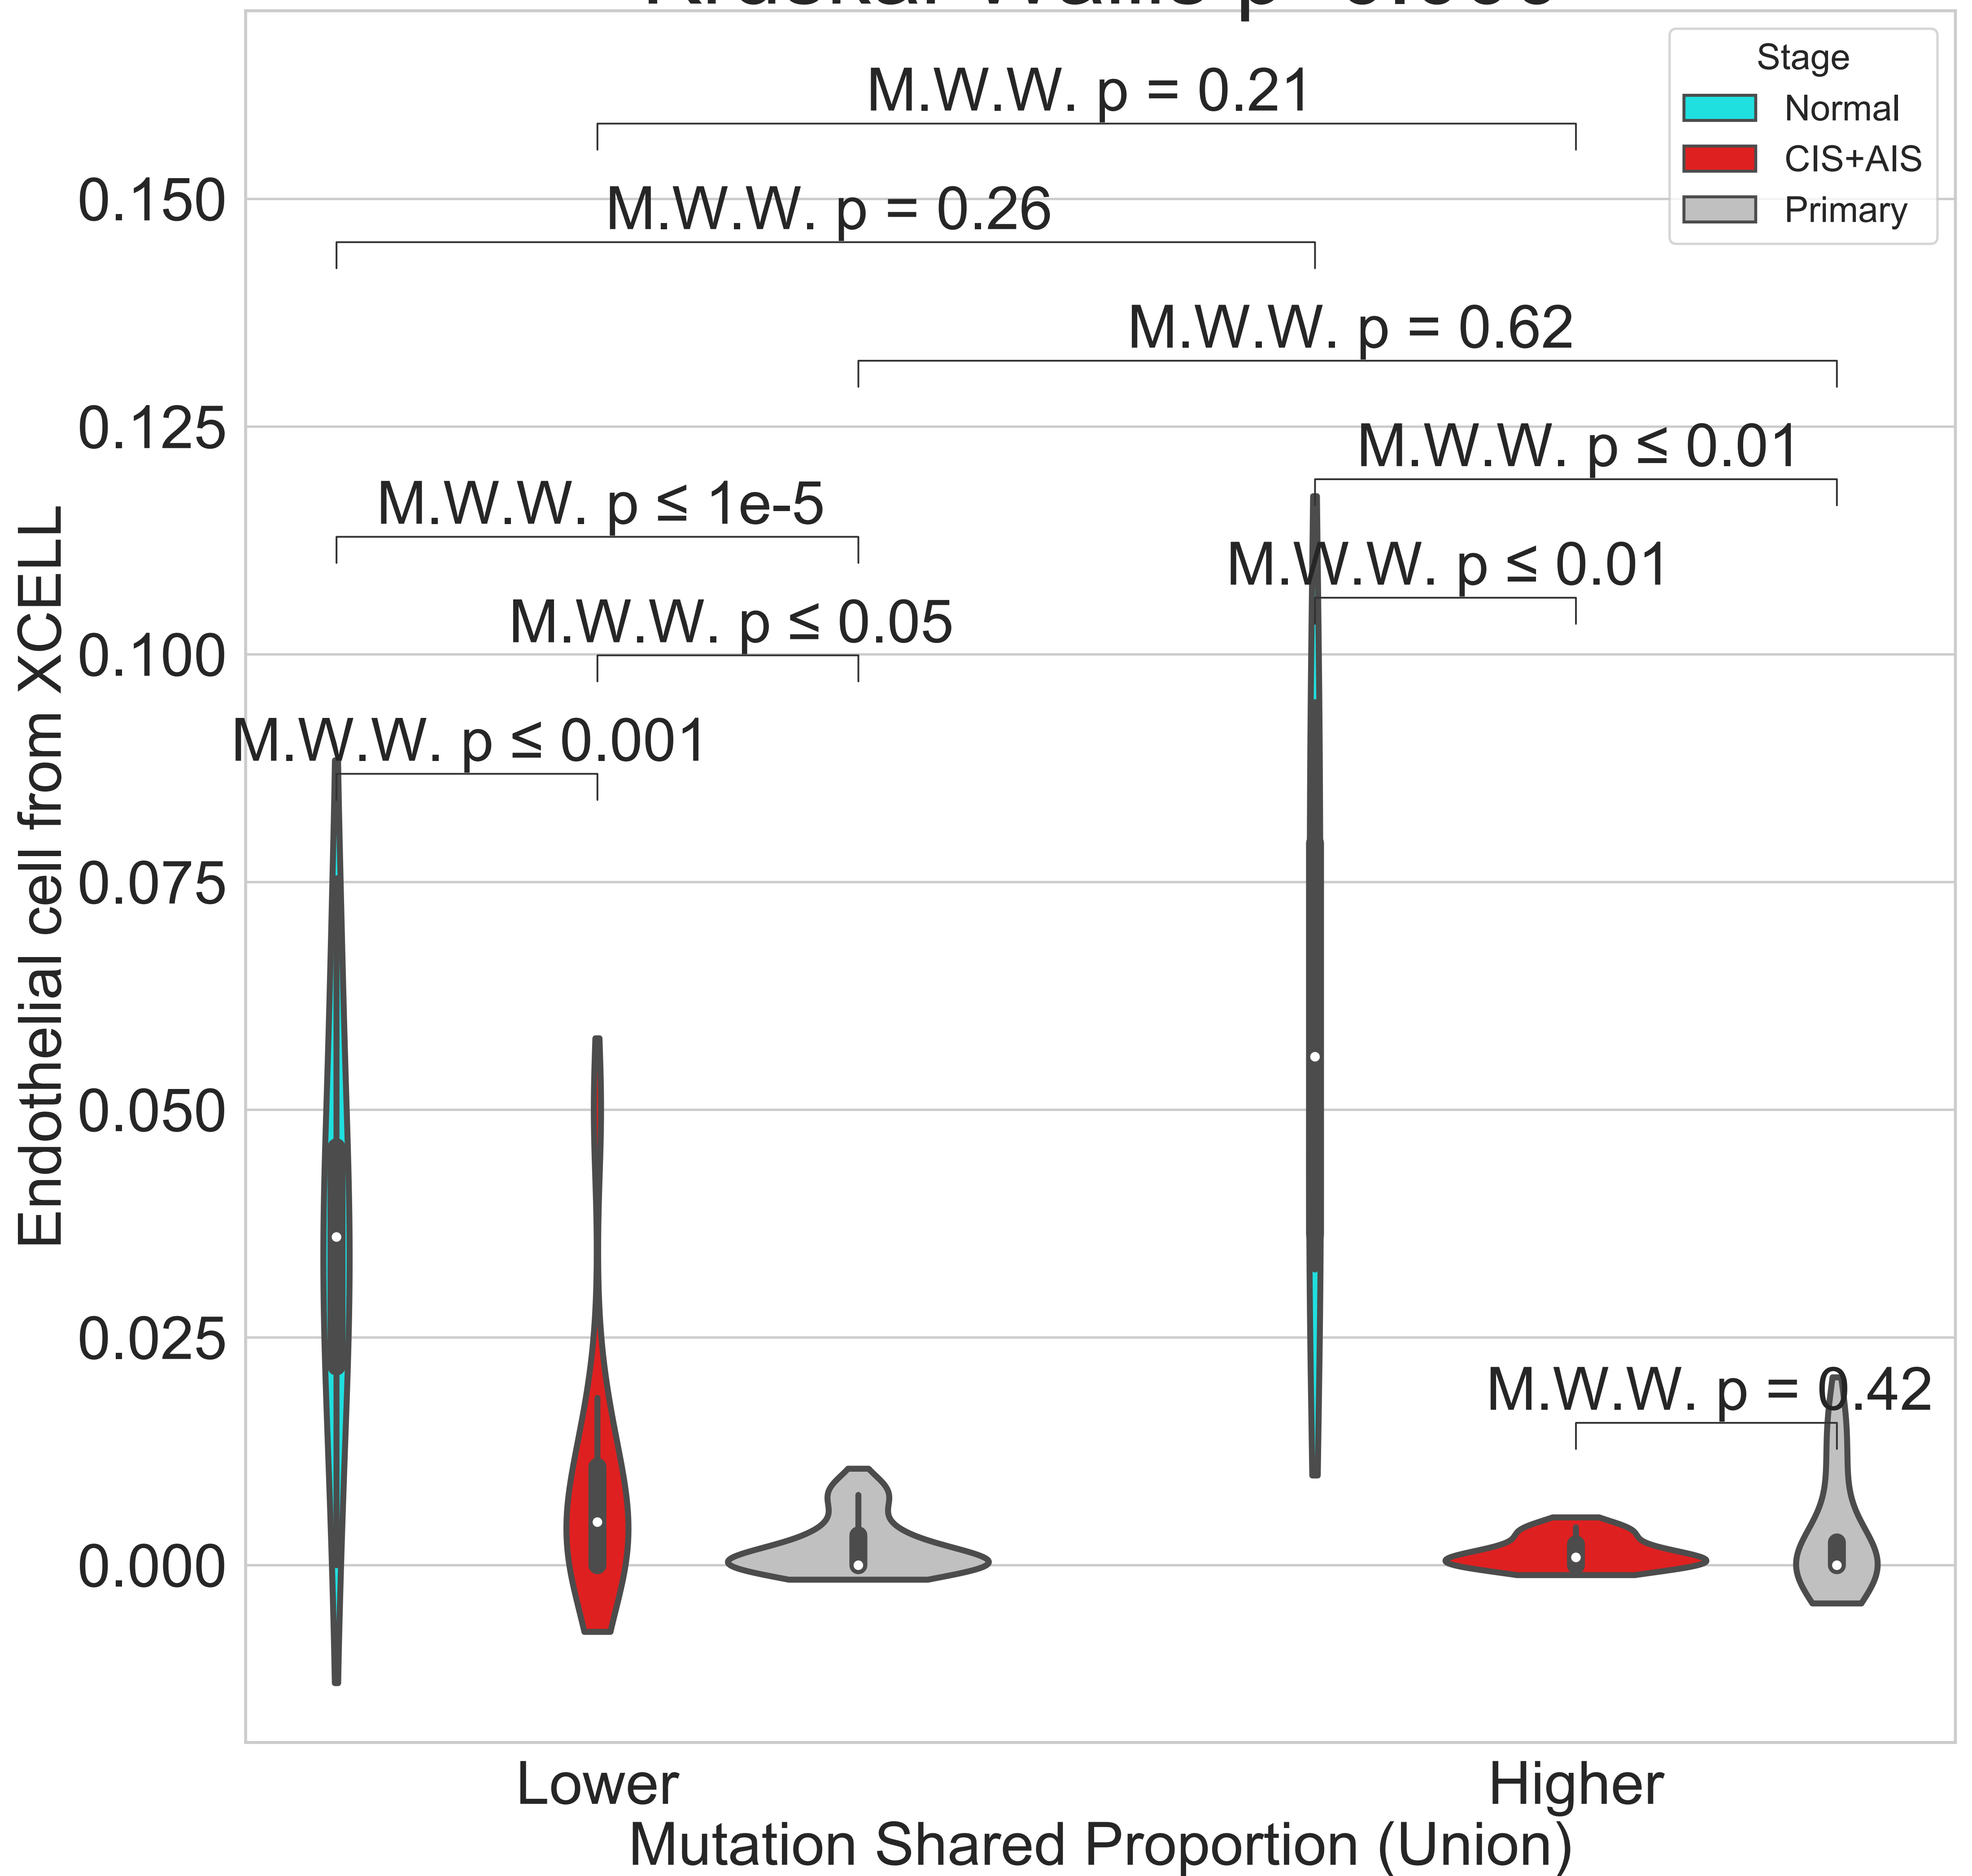 Stage
Normal
CIS+AIS
Primary
M.W.W. p = 0.21
M.W.W. p = 0.26
M.W.W. p = 0.62
M.W.W. p ≤ 0.01
M.W.W. p ≤ 1e-5
M.W.W. p ≤ 0.01
M.W.W. p ≤ 0.05
M.W.W. p ≤ 0.001
M.W.W. p = 0.42
0.150
0.125
0.100
0.075
0.050
0.025
0.000
Endothelial cell from XCELL
Lower
Higher
Mutation Shared Proportion (Union)